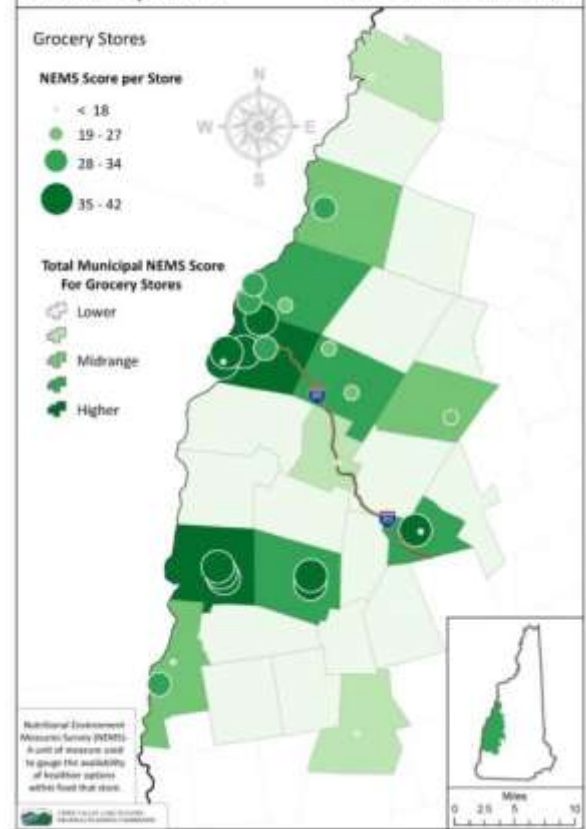 Grocery Stores
NEMS Score per Store
< 18
19 - 27
28 - 34
35 - 42
N
W
E
S
Total Municipal NEMS Score
For Grocery Stores
Lower
Midrange
Higher
89
89
Nutritional Environment
Measures Survey (NEMS):
A unit of measure used
to gauge the availability
of healthier options
within food that store.
Miles
0 2.5 5 10